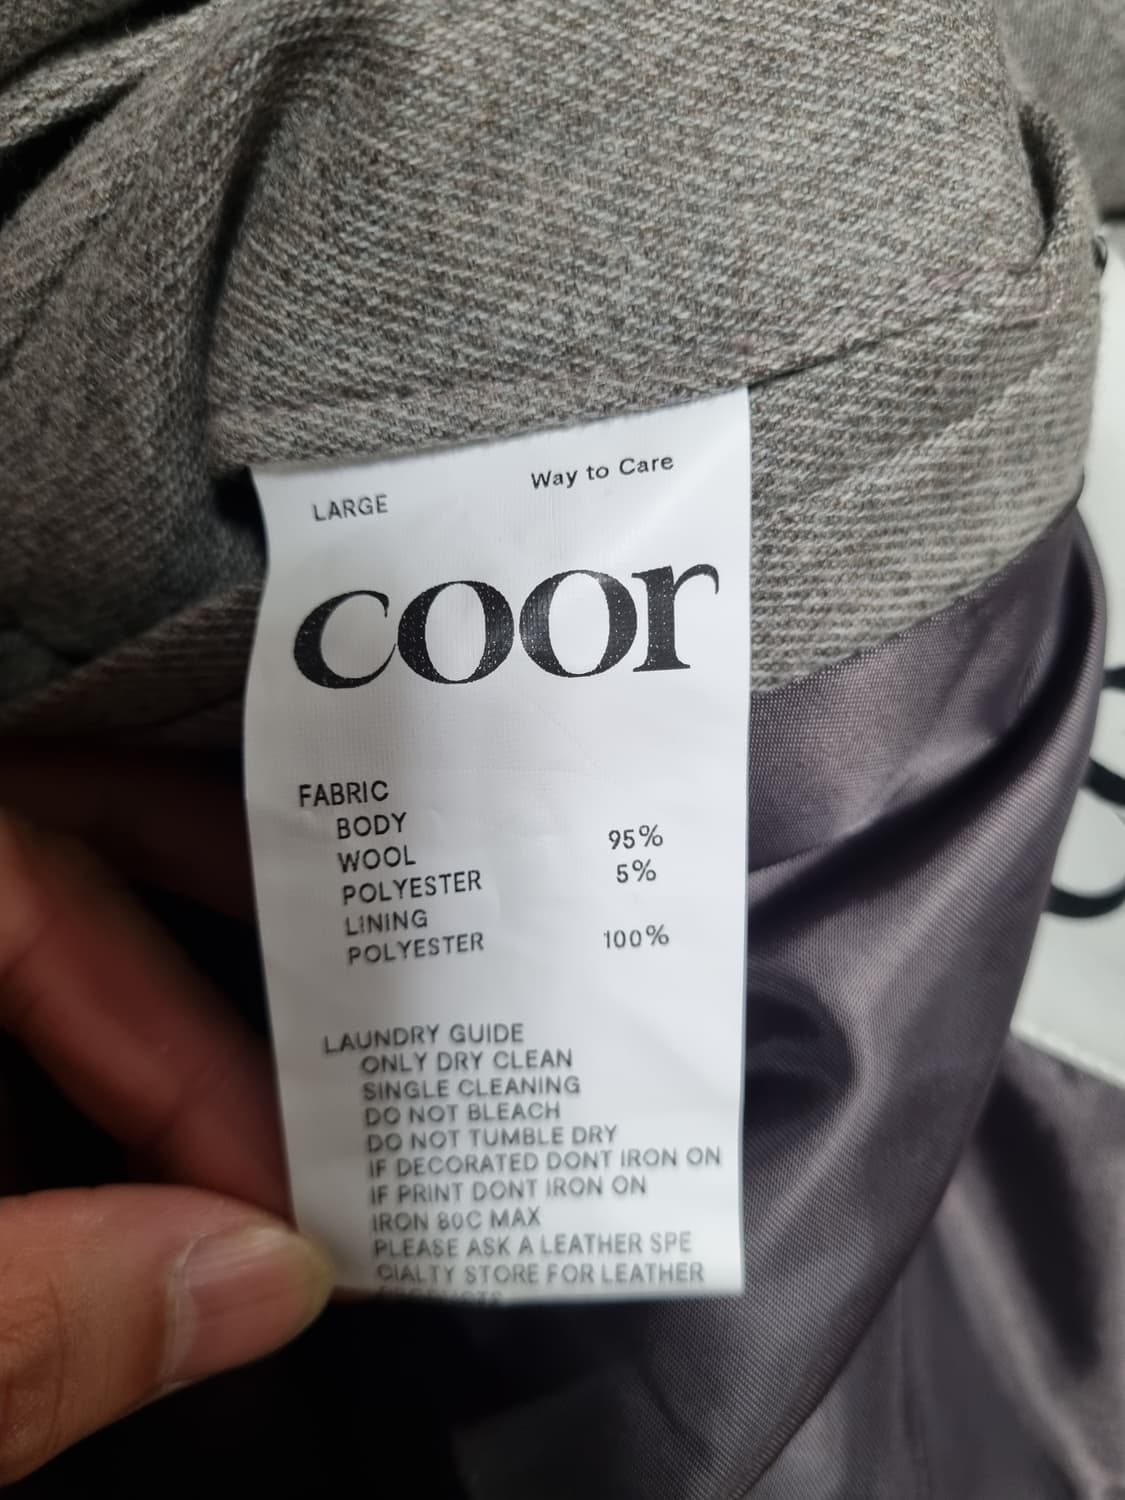 LARGE
Way to Care
coor
FABRIC
BODY
WOOL 95%
POLYESTER 5%
LINING
POLYESTER 100%
LAUNDRY GUIDE
ONLY DRY CLEAN
SINGLE CLEANING
DO NOT BLEACH
DO NOT TUMBLE DRY
IF DECORATED DONT IRON ON
IF PRINT DONT IRON ON
IRON 80C MAX
PLEASE ASK A LEATHER SPE
CIALTY STORE FOR LEATHER